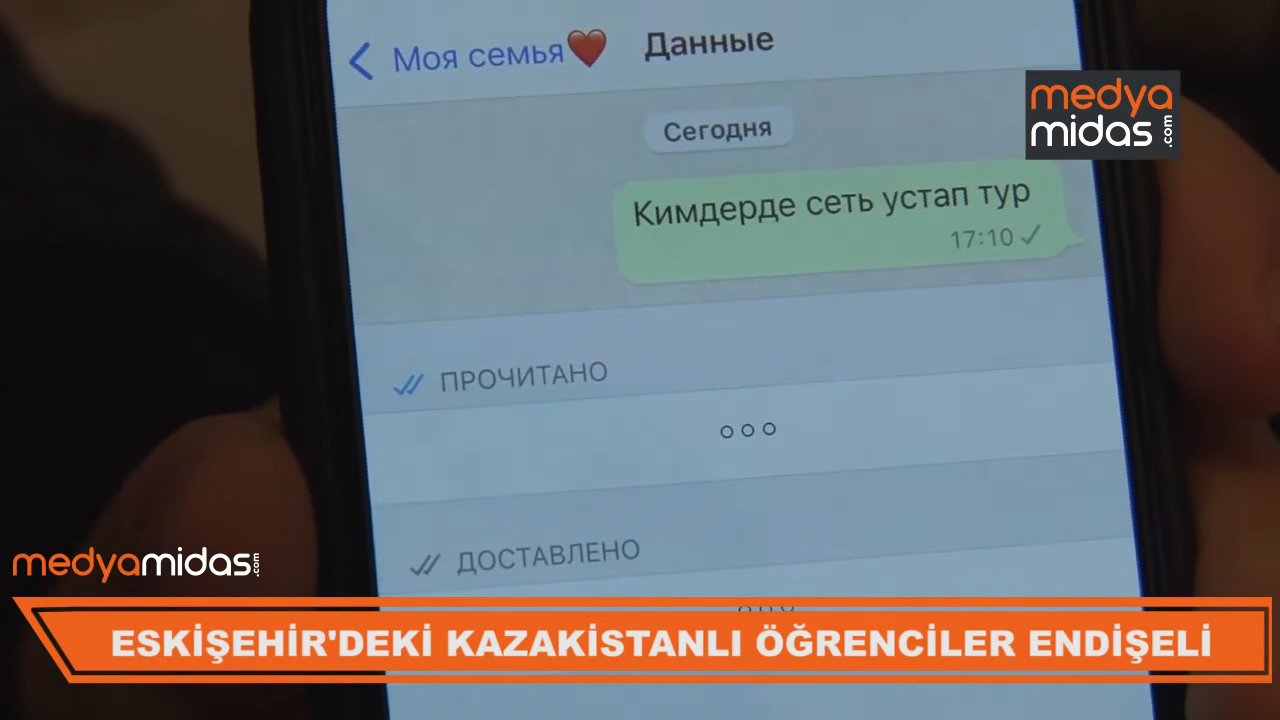 Моя семья❤️ Данные
medya
midas.com
Сегодня
Кимдерде сеть устап тур
17:10
ПРОЧИТАНО
ДОСТАВЛЕНО
medyamidas.com
ESKİŞEHİR'DEKİ KAZAKİSTANLI ÖĞRENCİLER ENDİŞELİ